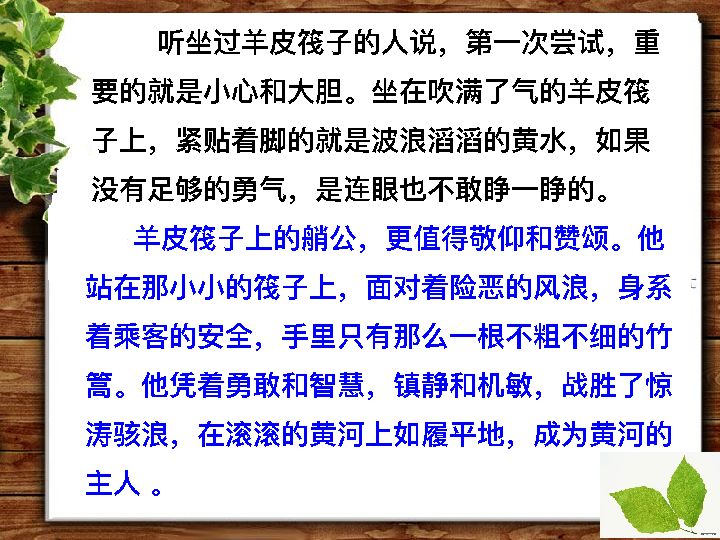 听坐过羊皮筏子的人说，第一次尝试，重
要的就是小心和大胆。坐在吹满了气的羊皮筏
子上，紧贴着脚的就是波浪滔滔的黄水，如果
没有足够的勇气，是连眼也不敢睁一睁的。
羊皮筏子上的艄公，更值得敬仰和赞颂。他
站在那小小的筏子上，面对着险恶的风浪，身系
着乘客的安全，手里只有那么一根不粗不细的竹
篙。他凭着勇敢和智慧，镇静和机敏，战胜了惊
涛骇浪，在滚滚的黄河上如履平地，成为黄河的
主人 。